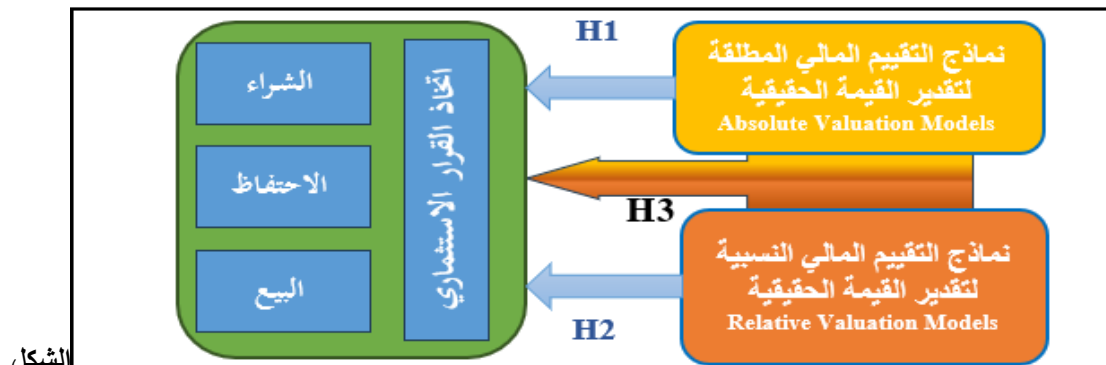 نماذج التقييم المالي المطلقة
لتقدير القيمة الحقيقية
Absolute Valuation Models
H1
اتخاذ القرار الاستثماري
الشراء
الاحتفاظ
البيع
H3
نماذج التقييم المالي النسبية
لتقدير القيمة الحقيقية
Relative Valuation Models
H2
الشكل